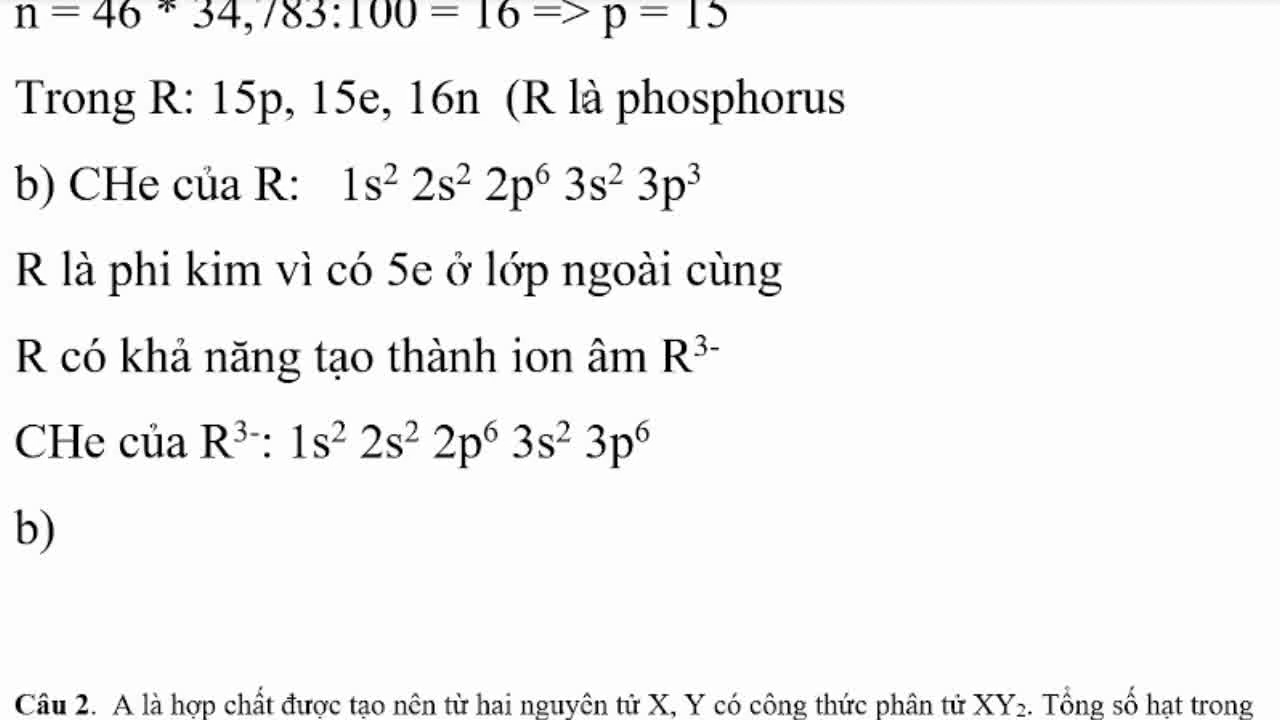 n = 46 * 34,783:100 = 16 => p = 15
Trong R: 15p, 15e, 16n (R là phosphorus
b) CHe của R: 1s² 2s² 2p⁶ 3s² 3p³
R là phi kim vì có 5e ở lớp ngoài cùng
R có khả năng tạo thành ion âm R³⁻
CHe của R³⁻: 1s² 2s² 2p⁶ 3s² 3p⁶
b)
Câu 2. A là hợp chất được tạo nên từ hai nguyên tử X, Y có công thức phân tử XY₂. Tổng số hạt trong